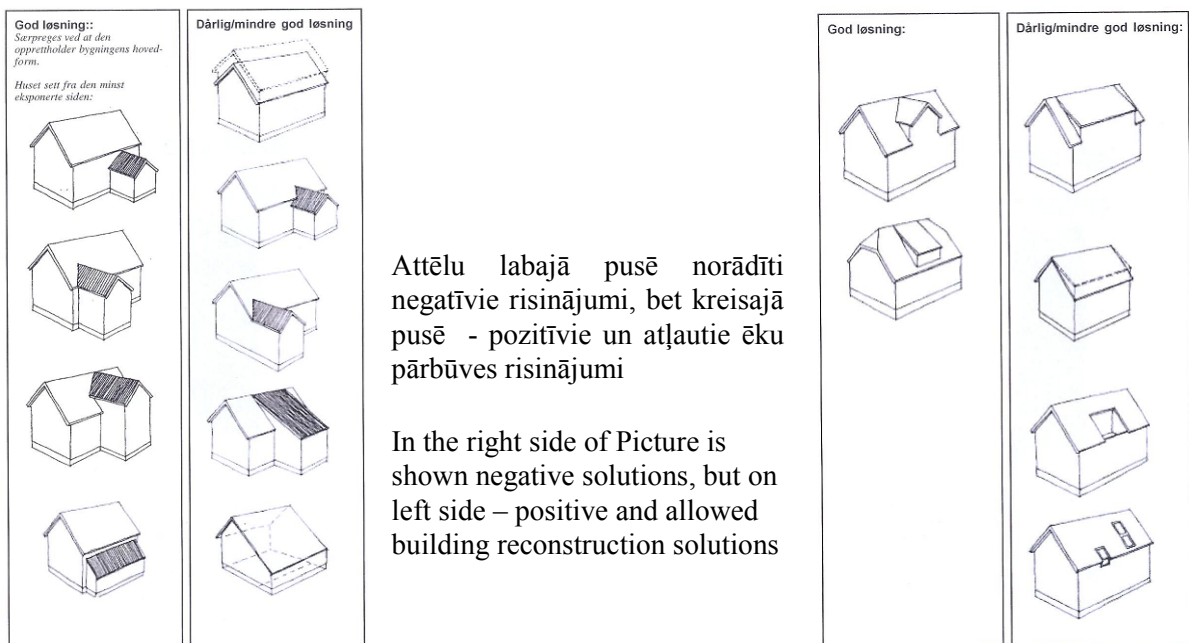 God løsning::
Særpreges ved at den
opprettholder bygningens hoved-
form.
Huset sett fra den minst
eksponerte siden:
Dårlig/mindre god løsning
Attēlu labajā pusē norādīti
negatīvie risinājumi, bet kreisajā
pusē - pozitīvie un atļautie ēku
pārbūves risinājumi
In the right side of Picture is
shown negative solutions, but on
left side – positive and allowed
building reconstruction solutions
God løsning:
Dårlig/mindre god løsning: